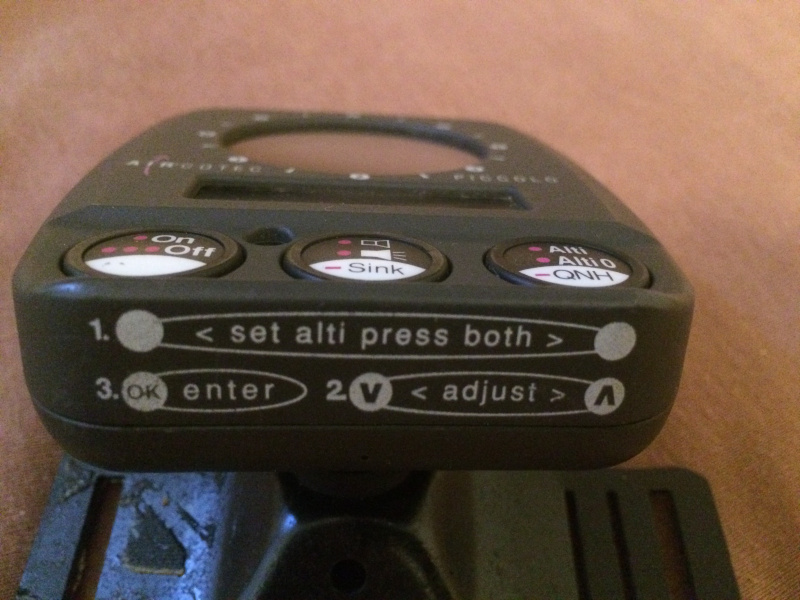 AIRCOTEC PICCOLO
On
Off
Sink
Alti
Alti 0
QNH
1. < set alti press both >
3. OK enter 2. v < adjust > ʌ